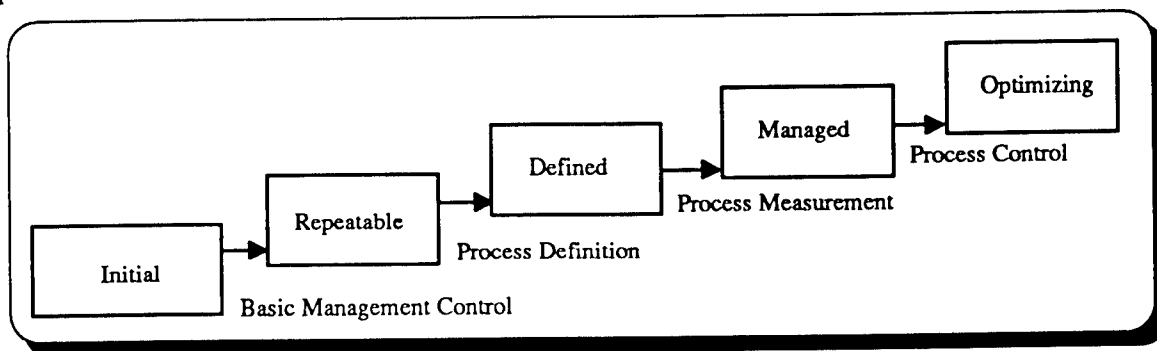 Optimizing
Managed
Process Control
Defined
Process Measurement
Repeatable
Process Definition
Initial
Basic Management Control